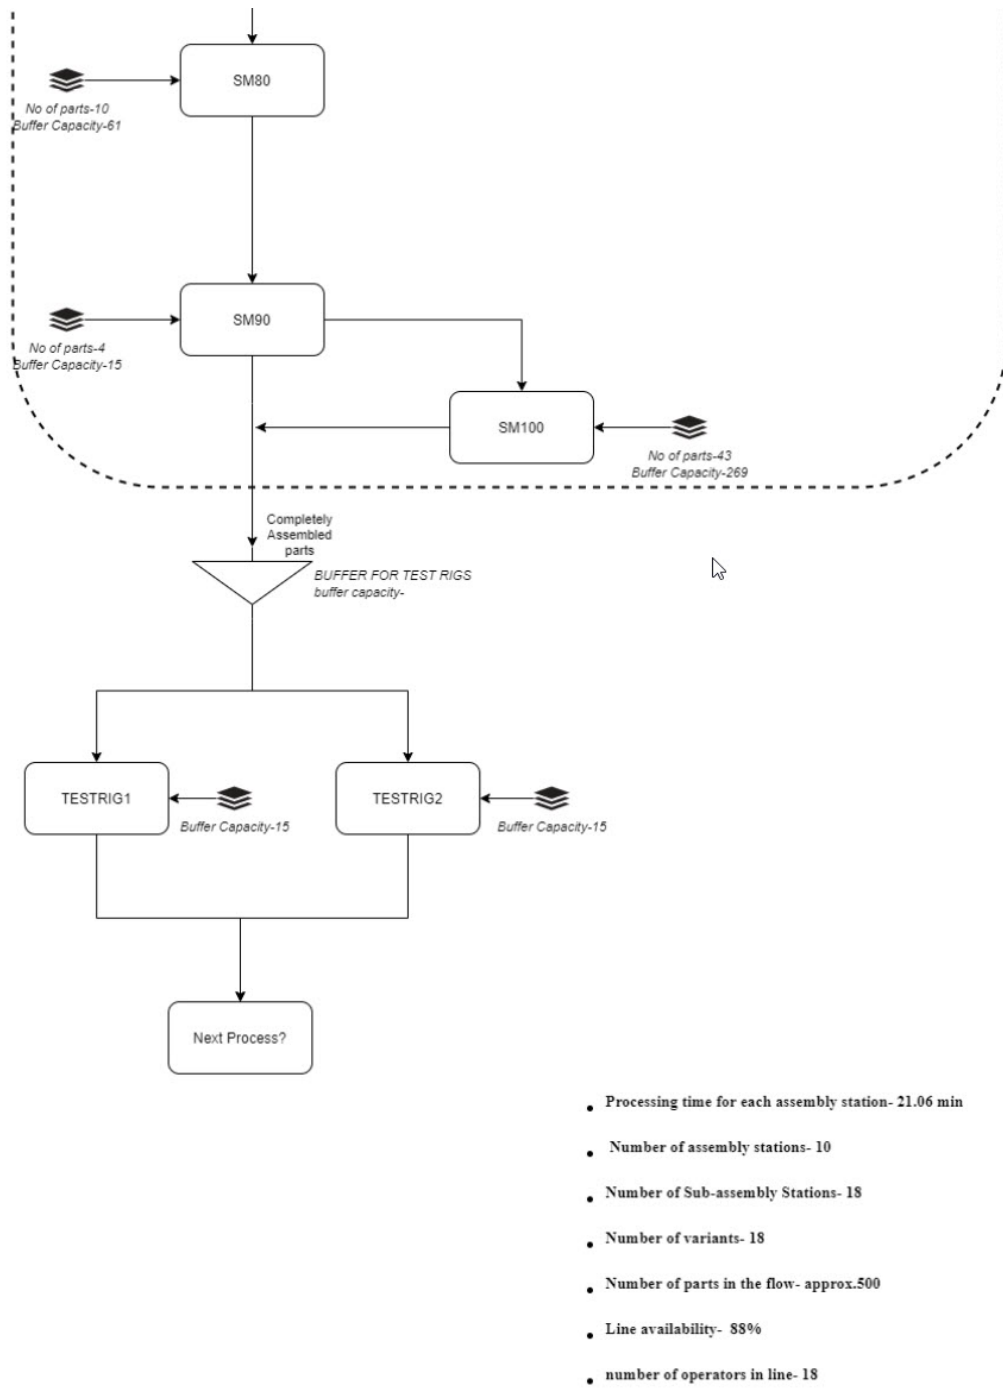 SM80
No of parts-10
Buffer Capacity-61
SM90
No of parts-4
Buffer Capacity-15
SM100
No of parts-43
Buffer Capacity-269
Completely
Assembled
parts
BUFFER FOR TEST RIGS
buffer capacity-
TESTRIG1
Buffer Capacity-15
TESTRIG2
Buffer Capacity-15
Next Process?
• Processing time for each assembly station- 21.06 min
• Number of assembly stations- 10
• Number of Sub-assembly Stations- 18
• Number of variants- 18
• Number of parts in the flow- approx.500
• Line availability- 88%
• number of operators in line- 18